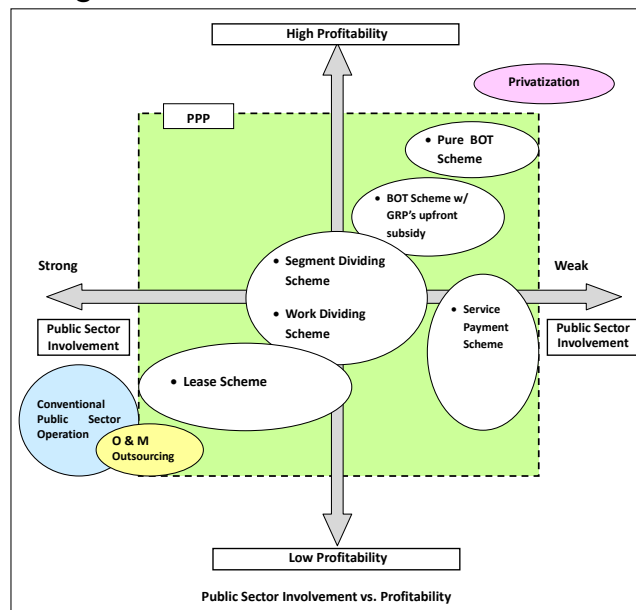 High Profitability
Privatization
PPP
• Pure BOT
Scheme
• BOT Scheme w/
GRP's upfront
subsidy
Strong
• Segment Dividing
Scheme
• Work Dividing
Scheme
Weak
• Service
Payment
Scheme
Public Sector
Involvement
Public Sector
Involvement
• Lease Scheme
Conventional
Public Sector
Operation
O & M
Outsourcing
Low Profitability
Public Sector Involvement vs. Profitability